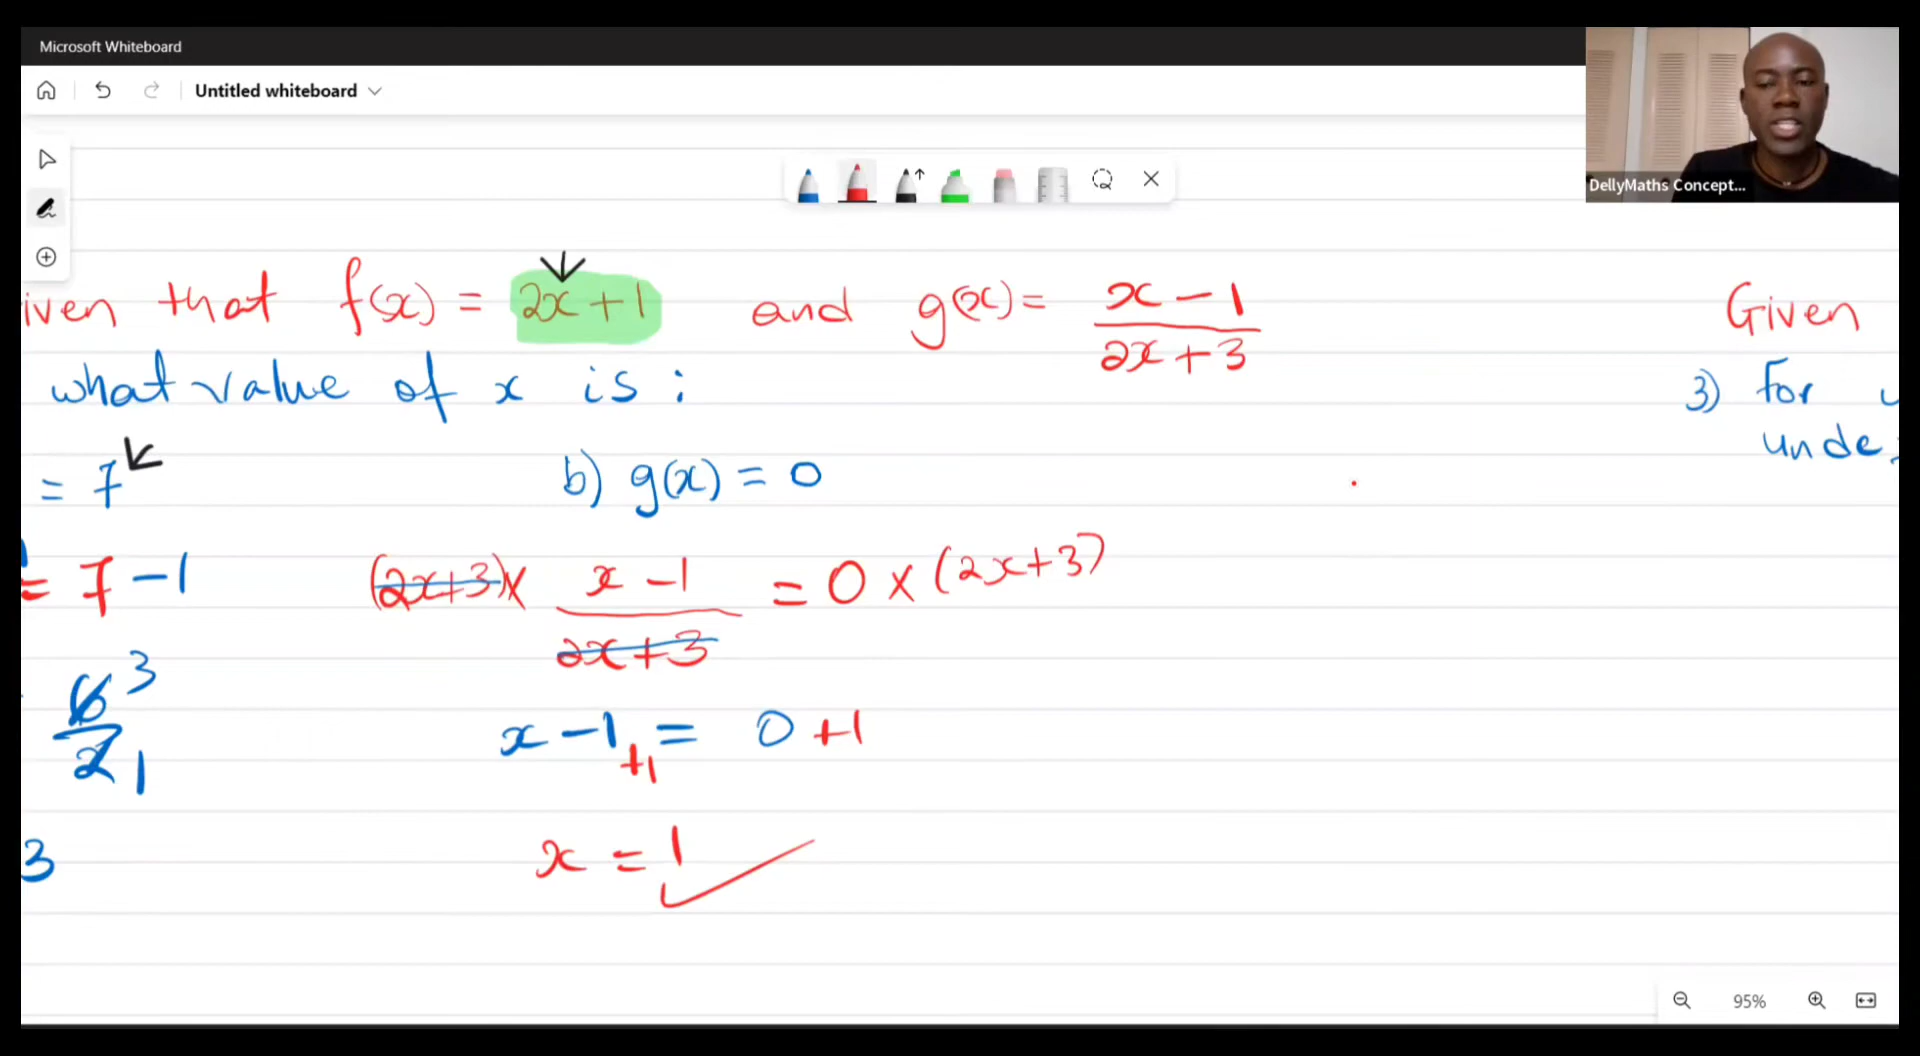 Microsoft Whiteboard
Untitled whiteboard
DellyMaths Concept...
iven that f(x) = 2x + 1 and g(x) = x - 1 / 2x + 3
what value of x is :
= 7
b) g(x) = 0
= 7 - 1
(2x+3) x x - 1 / 2x + 3 = 0 x (2x+3)
6 3
2 1
x - 1 +1 = 0 + 1
3
x = 1
Given
3) For
unde
95%